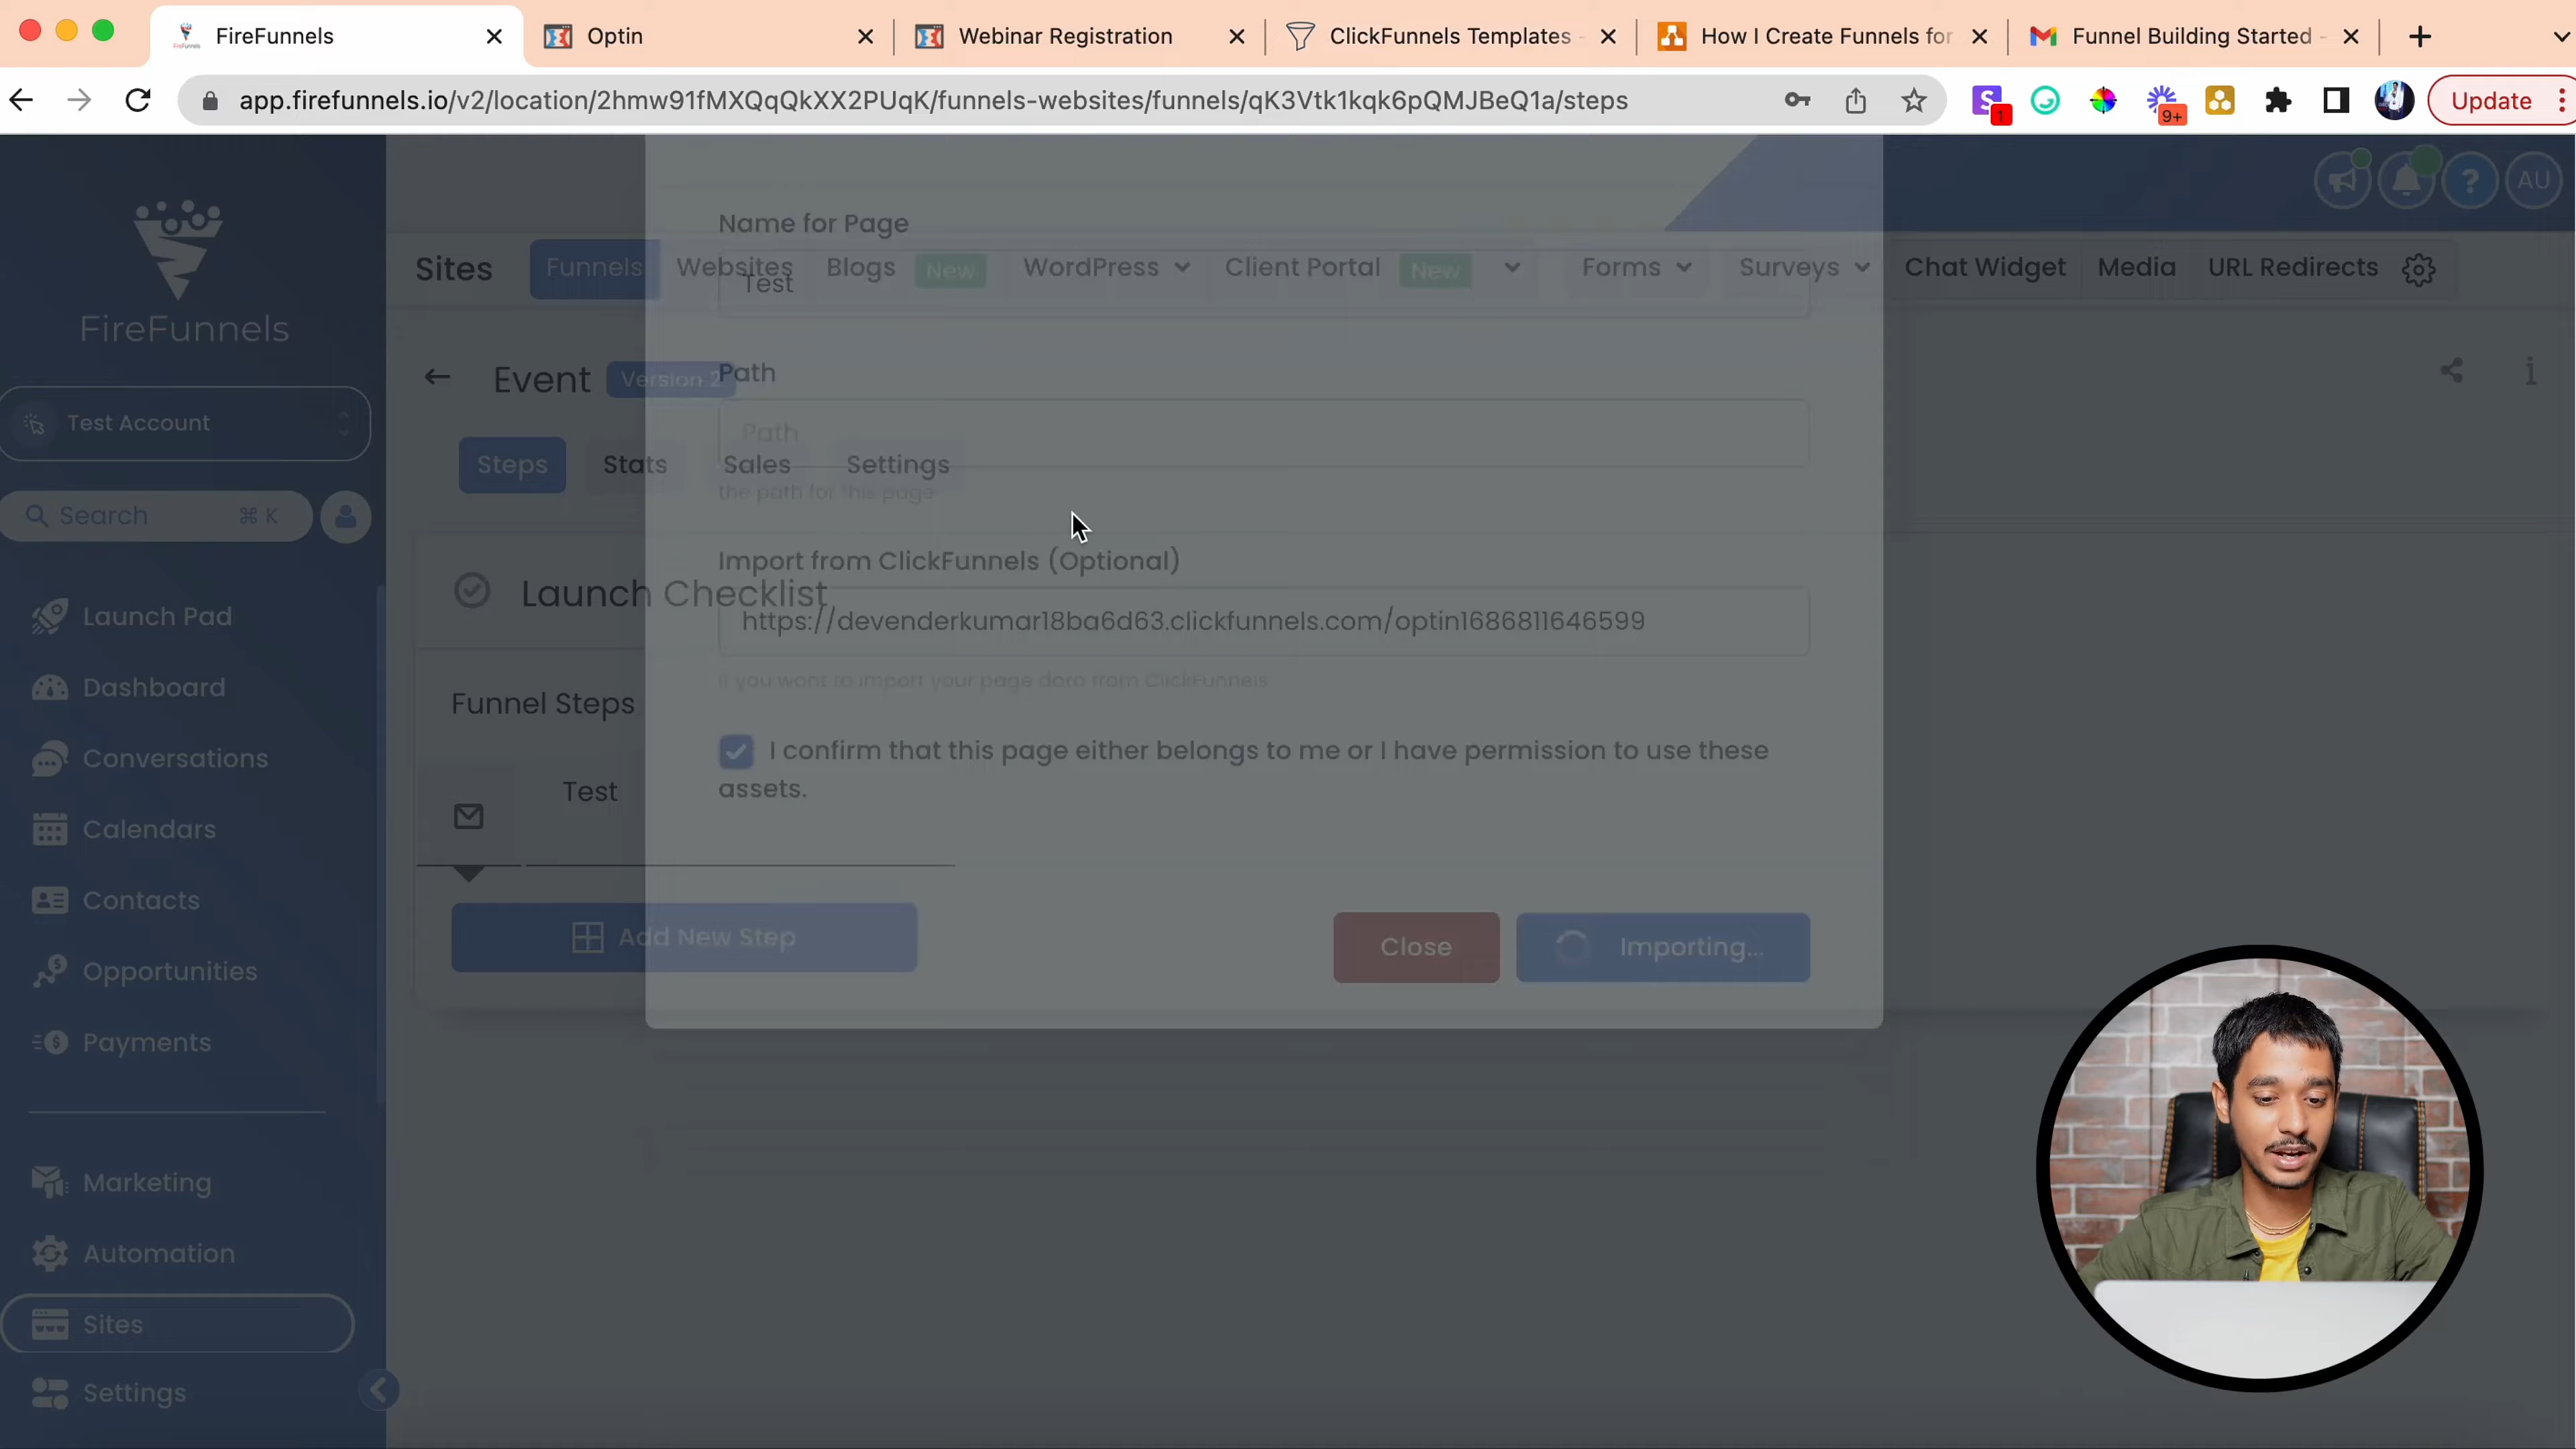 FireFunnels
Optin
Webinar Registration
ClickFunnels Templates -
How I Create Funnels for
Funnel Building Started -
app.firefunnels.io/v2/location/2hmw91fMXQqQkXX2PUqK/funnels-websites/funnels/qK3Vtk1kqk6pQMJBeQ1a/steps
S
1
9+
Update
AU
Name for Page
Sites
Funnels
Websites
Blogs
New
WordPress
Client Portal
New
Forms
Surveys
Chat Widget
Media
URL Redirects
Test
FireFunnels
Event
Version 2
Path
Test Account
Path
Steps
Stats
Sales
Settings
the path for this page
Search
⌘ K
Import from ClickFunnels (Optional)
Launch Checklist
https://devenderkumar18ba6d63.clickfunnels.com/optin1686811646599
Launch Pad
if you want to import your page data from ClickFunnels
Dashboard
Funnel Steps
I confirm that this page either belongs to me or I have permission to use these
assets.
Conversations
Test
Calendars
Contacts
Add New Step
Close
Importing...
Opportunities
Payments
Marketing
Automation
Sites
Settings